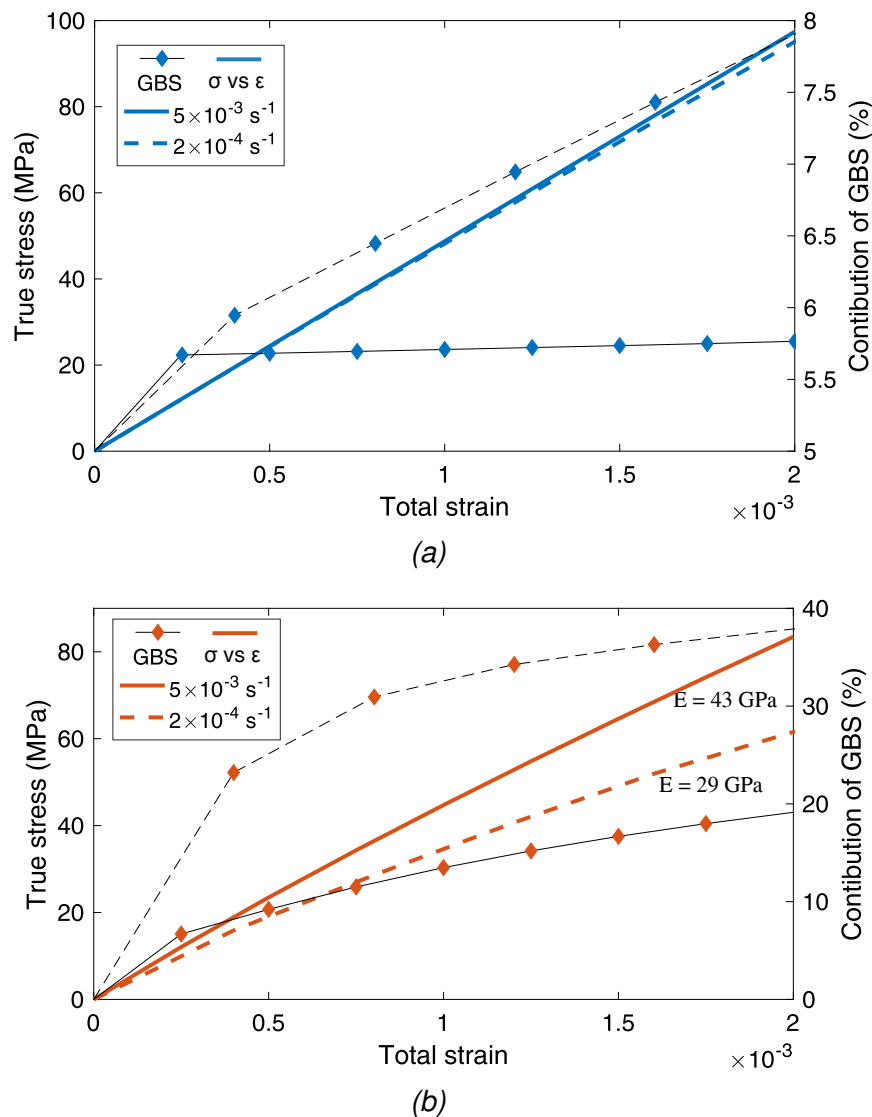 100
80
60
40
20
0
True stress (MPa)
GBS
σ vs ε
5×10⁻³ s⁻¹
2×10⁻⁴ s⁻¹
8
7.5
7
6.5
6
5.5
5
Contibution of GBS (%)
0 0.5 1 1.5 2
Total strain
×10⁻³
(a)
80
60
40
20
0
True stress (MPa)
GBS
σ vs ε
5×10⁻³ s⁻¹
2×10⁻⁴ s⁻¹
E = 43 GPa
E = 29 GPa
40
30
20
10
0
Contibution of GBS (%)
0 0.5 1 1.5 2
Total strain
×10⁻³
(b)